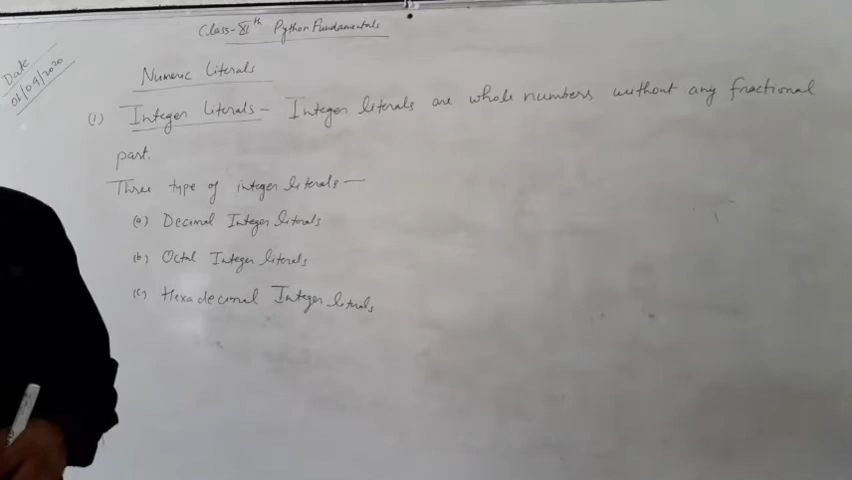 Class-XIth Python Fundamentals
Date
01/09/2020
Numeric Literals
(1) Integer literals - Integer literals are whole numbers without any fractional
part.
Three type of integer literals —
(a) Decimal Integer literals
(b) Octal Integer literals
(c) Hexadecimal Integer literals